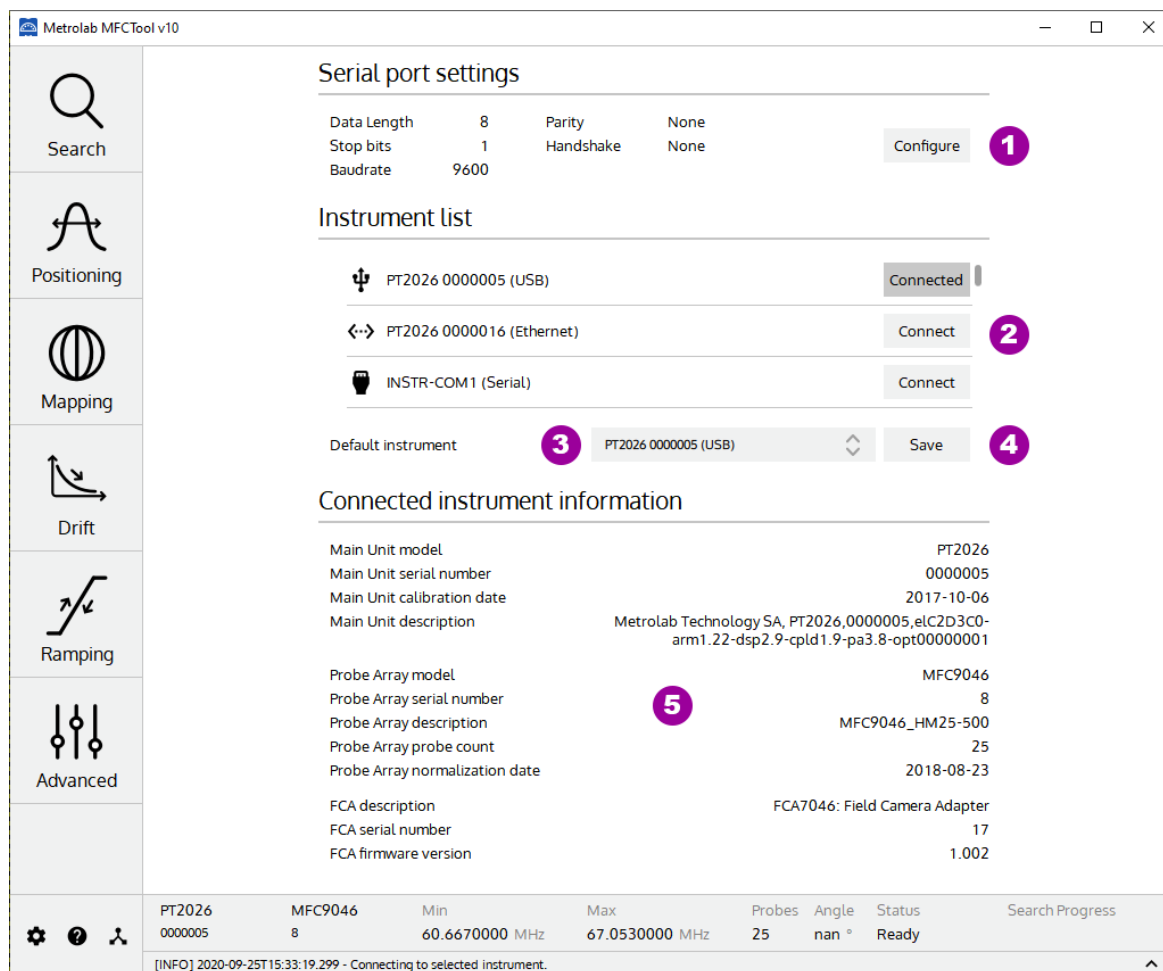 Metrolab MFCTool v10
Search
Positioning
Mapping
Drift
Ramping
Advanced
Serial port settings
Data Length 8 Parity None
Stop bits 1 Handshake None
Baudrate 9600
Configure
1
Instrument list
PT2026 0000005 (USB) Connected
PT2026 0000016 (Ethernet) Connect
2
INSTR-COM1 (Serial) Connect
Default instrument 3 PT2026 0000005 (USB) Save 4
Connected instrument information
Main Unit model PT2026
Main Unit serial number 0000005
Main Unit calibration date 2017-10-06
Main Unit description Metrolab Technology SA, PT2026,0000005,elC2D3C0-
arm1.22-dsp2.9-cpld1.9-pa3.8-opt00000001
Probe Array model MFC9046
Probe Array serial number 8
5
Probe Array description MFC9046_HM25-500
Probe Array probe count 25
Probe Array normalization date 2018-08-23
FCA description FCA7046: Field Camera Adapter
FCA serial number 17
FCA firmware version 1.002
PT2026 MFC9046 Min Max Probes Angle Status Search Progress
0000005 8 60.6670000 MHz 67.0530000 MHz 25 nan ° Ready
[INFO] 2020-09-25T15:33:19.299 - Connecting to selected instrument.